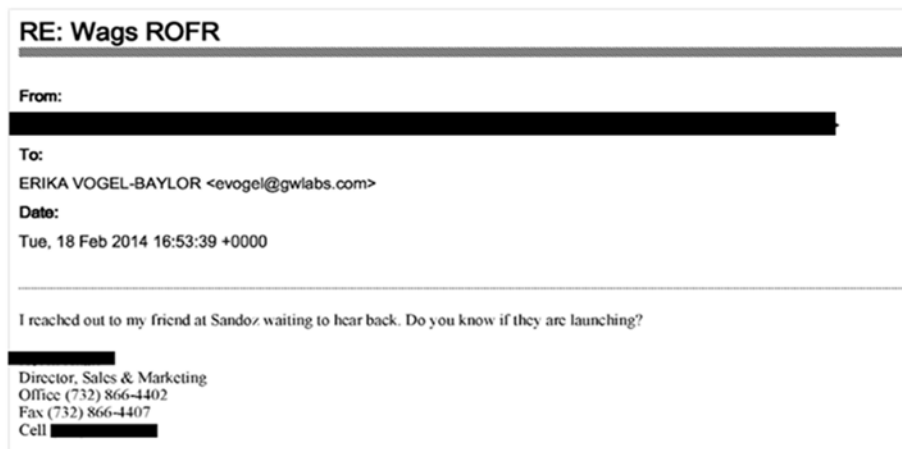 RE: Wags ROFR
From:
To:
ERIKA VOGEL-BAYLOR <evogel@gwlabs.com>
Date:
Tue, 18 Feb 2014 16:53:39 +0000
I reached out to my friend at Sandoz waiting to hear back. Do you know if they are launching?
Director, Sales & Marketing
Office (732) 866-4402
Fax (732) 866-4407
Cell